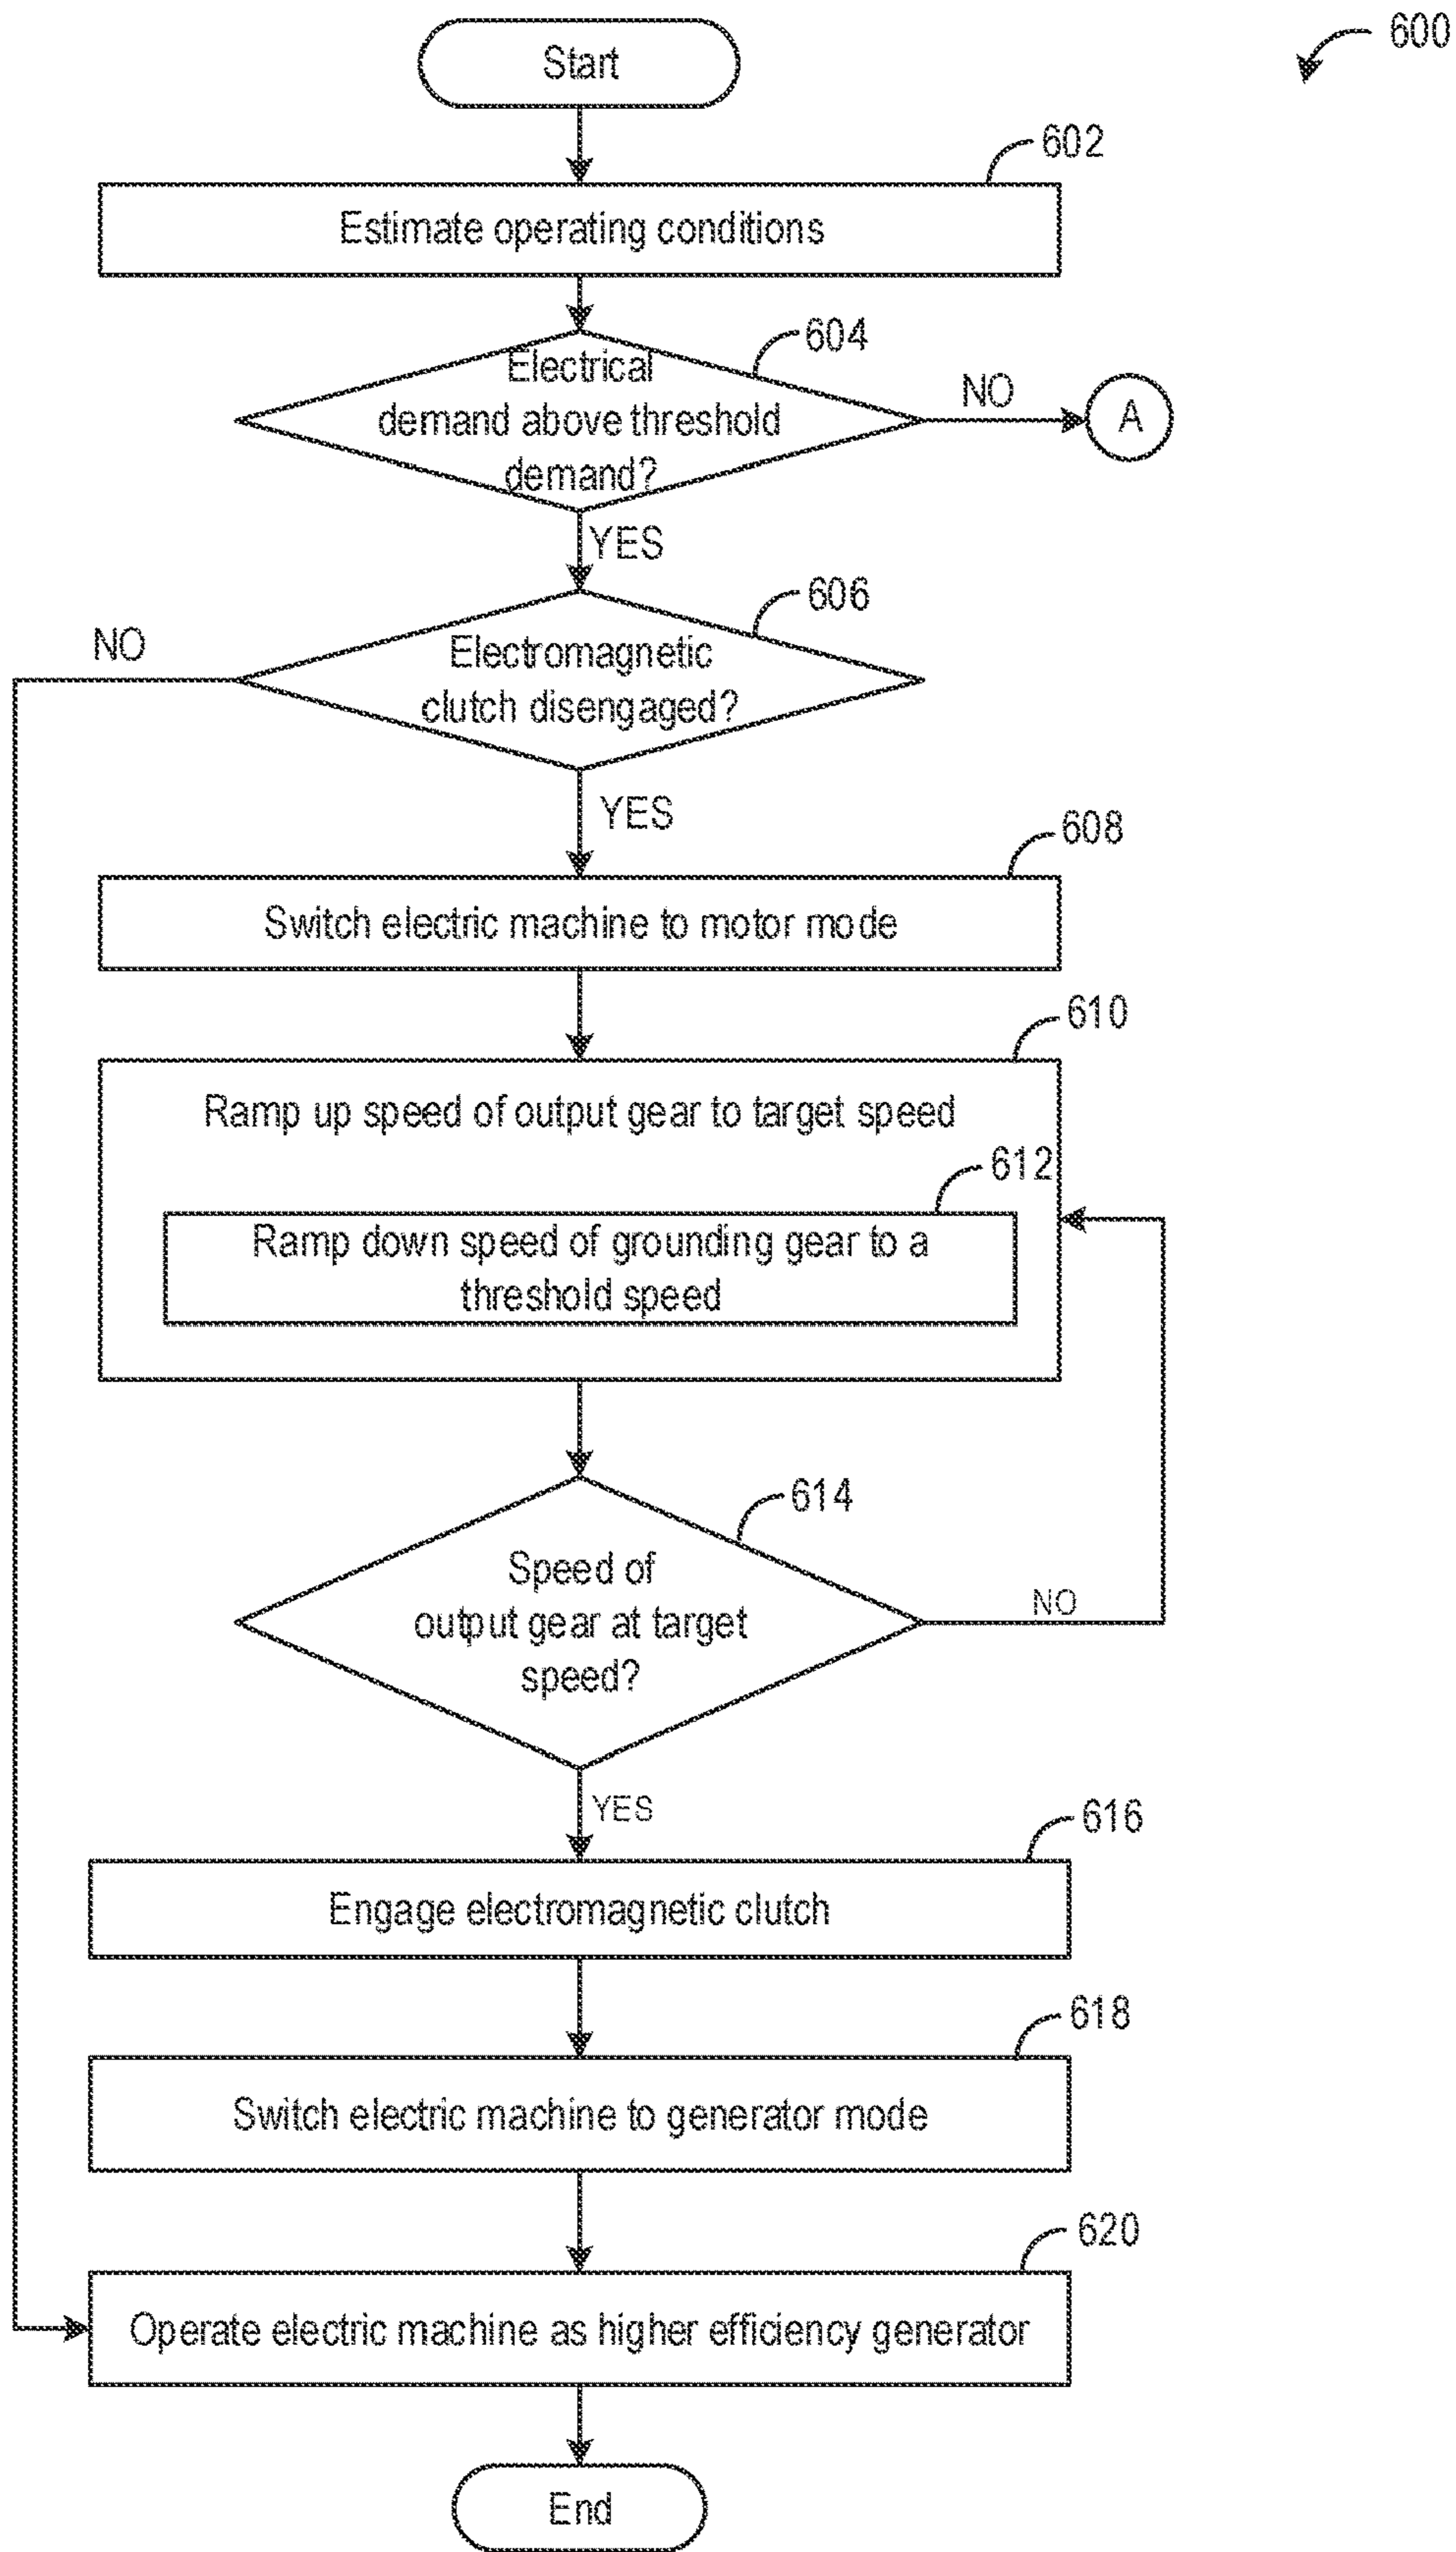 600
Start
602
Estimate operating conditions
604
Electrical
demand above threshold
demand?
NO
A
YES
606
NO
Electromagnetic
clutch disengaged?
YES
608
Switch electric machine to motor mode
610
Ramp up speed of output gear to target speed
612
Ramp down speed of grounding gear to a
threshold speed
614
Speed of
output gear at target
speed?
NO
YES
616
Engage electromagnetic clutch
618
Switch electric machine to generator mode
620
Operate electric machine as higher efficiency generator
End